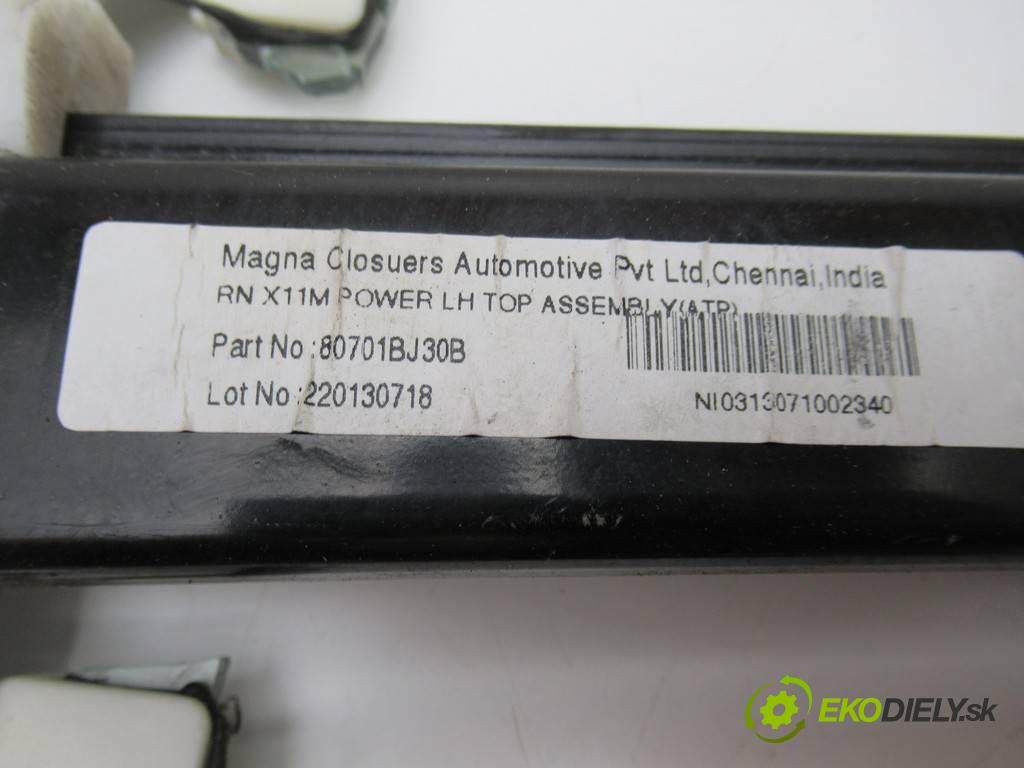 Magna Closuers Automotive Pvt Ltd,Chennai,India
RN X11M POWER LH TOP ASSEMBLY(ATP)
Part No :80701BJ30B
Lot No :220130718
NI0313071002340
EKODIELY.sk